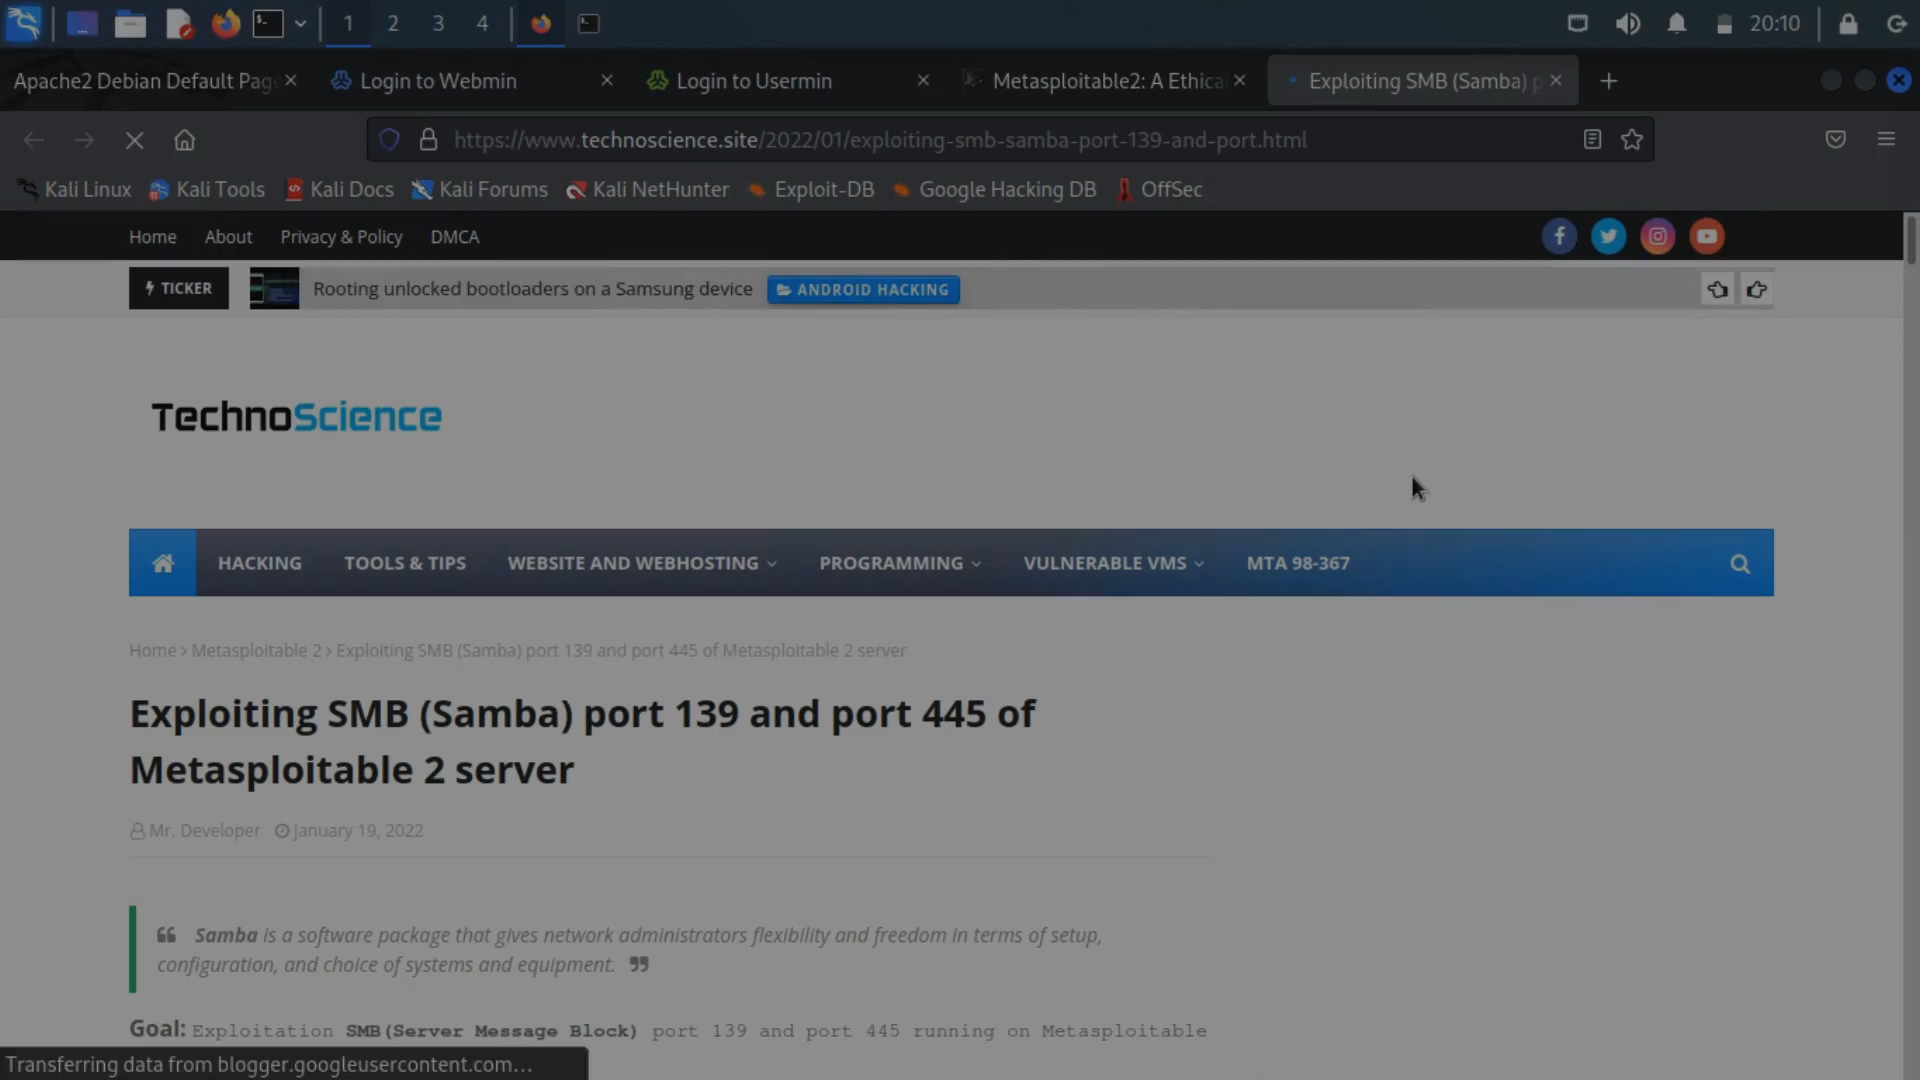 1 2 3 4 20:10
Apache2 Debian Default Page Login to Webmin Login to Usermin Metasploitable2: A Ethical Exploiting SMB (Samba) p
https://www.technoscience.site/2022/01/exploiting-smb-samba-port-139-and-port.html
Kali Linux Kali Tools Kali Docs Kali Forums Kali NetHunter Exploit-DB Google Hacking DB OffSec
Home About Privacy & Policy DMCA
TICKER Rooting unlocked bootloaders on a Samsung device ANDROID HACKING
TechnoScience
HACKING TOOLS & TIPS WEBSITE AND WEBHOSTING PROGRAMMING VULNERABLE VMS MTA 98-367
Home › Metasploitable 2 › Exploiting SMB (Samba) port 139 and port 445 of Metasploitable 2 server
Exploiting SMB (Samba) port 139 and port 445 of
Metasploitable 2 server
Mr. Developer January 19, 2022
“ Samba is a software package that gives network administrators flexibility and freedom in terms of setup,
configuration, and choice of systems and equipment. ”
Goal: Exploitation SMB(Server Message Block) port 139 and port 445 running on Metasploitable
Transferring data from blogger.googleusercontent.com…